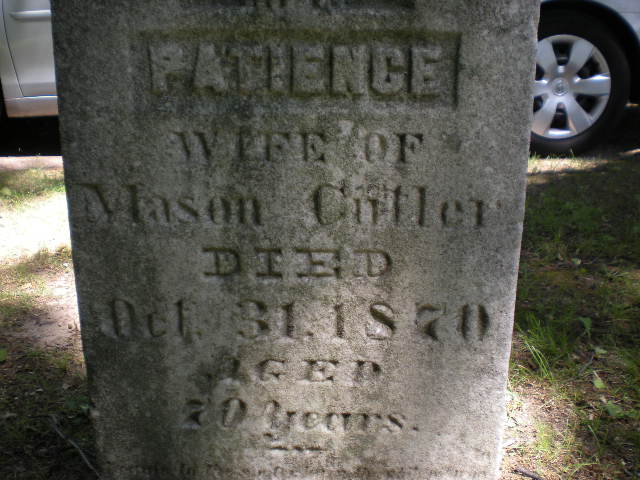 PATIENCE
WIFE OF
Mason Cutler
DIED
Oct. 31. 1870
AGED
70 years.